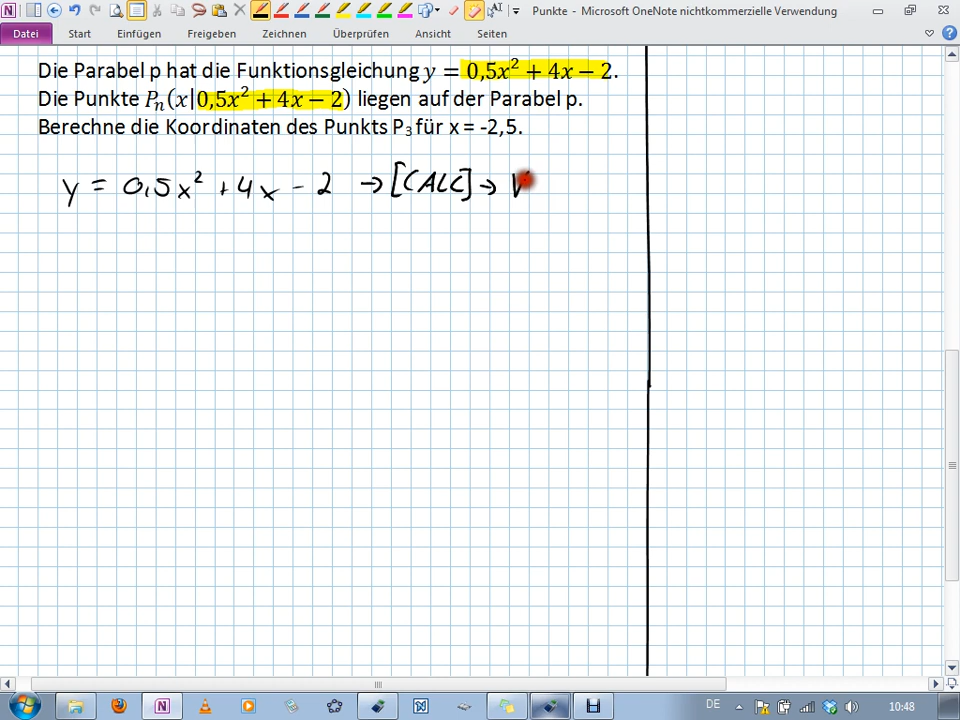 Punkte - Microsoft OneNote nichtkommerzielle Verwendung
Datei Start Einfügen Freigeben Zeichnen Überprüfen Ansicht Seiten
Die Parabel p hat die Funktionsgleichung y = 0,5x² + 4x − 2.
Die Punkte Pₙ(x|0,5x² + 4x − 2) liegen auf der Parabel p.
Berechne die Koordinaten des Punkts P₃ für x = -2,5.
y = 0,5x² + 4x - 2 → [CALC] →
DE 10:48